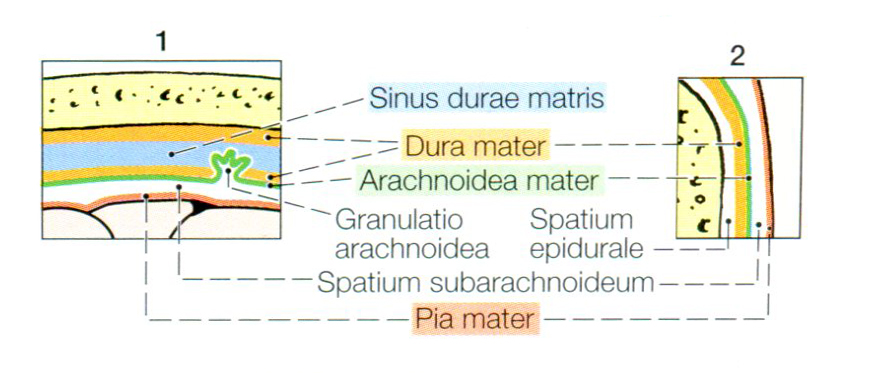 1
2
Sinus durae matris
Dura mater
Arachnoidea mater
Granulatio
arachnoidea
Spatium
epidurale
Spatium subarachnoideum
Pia mater